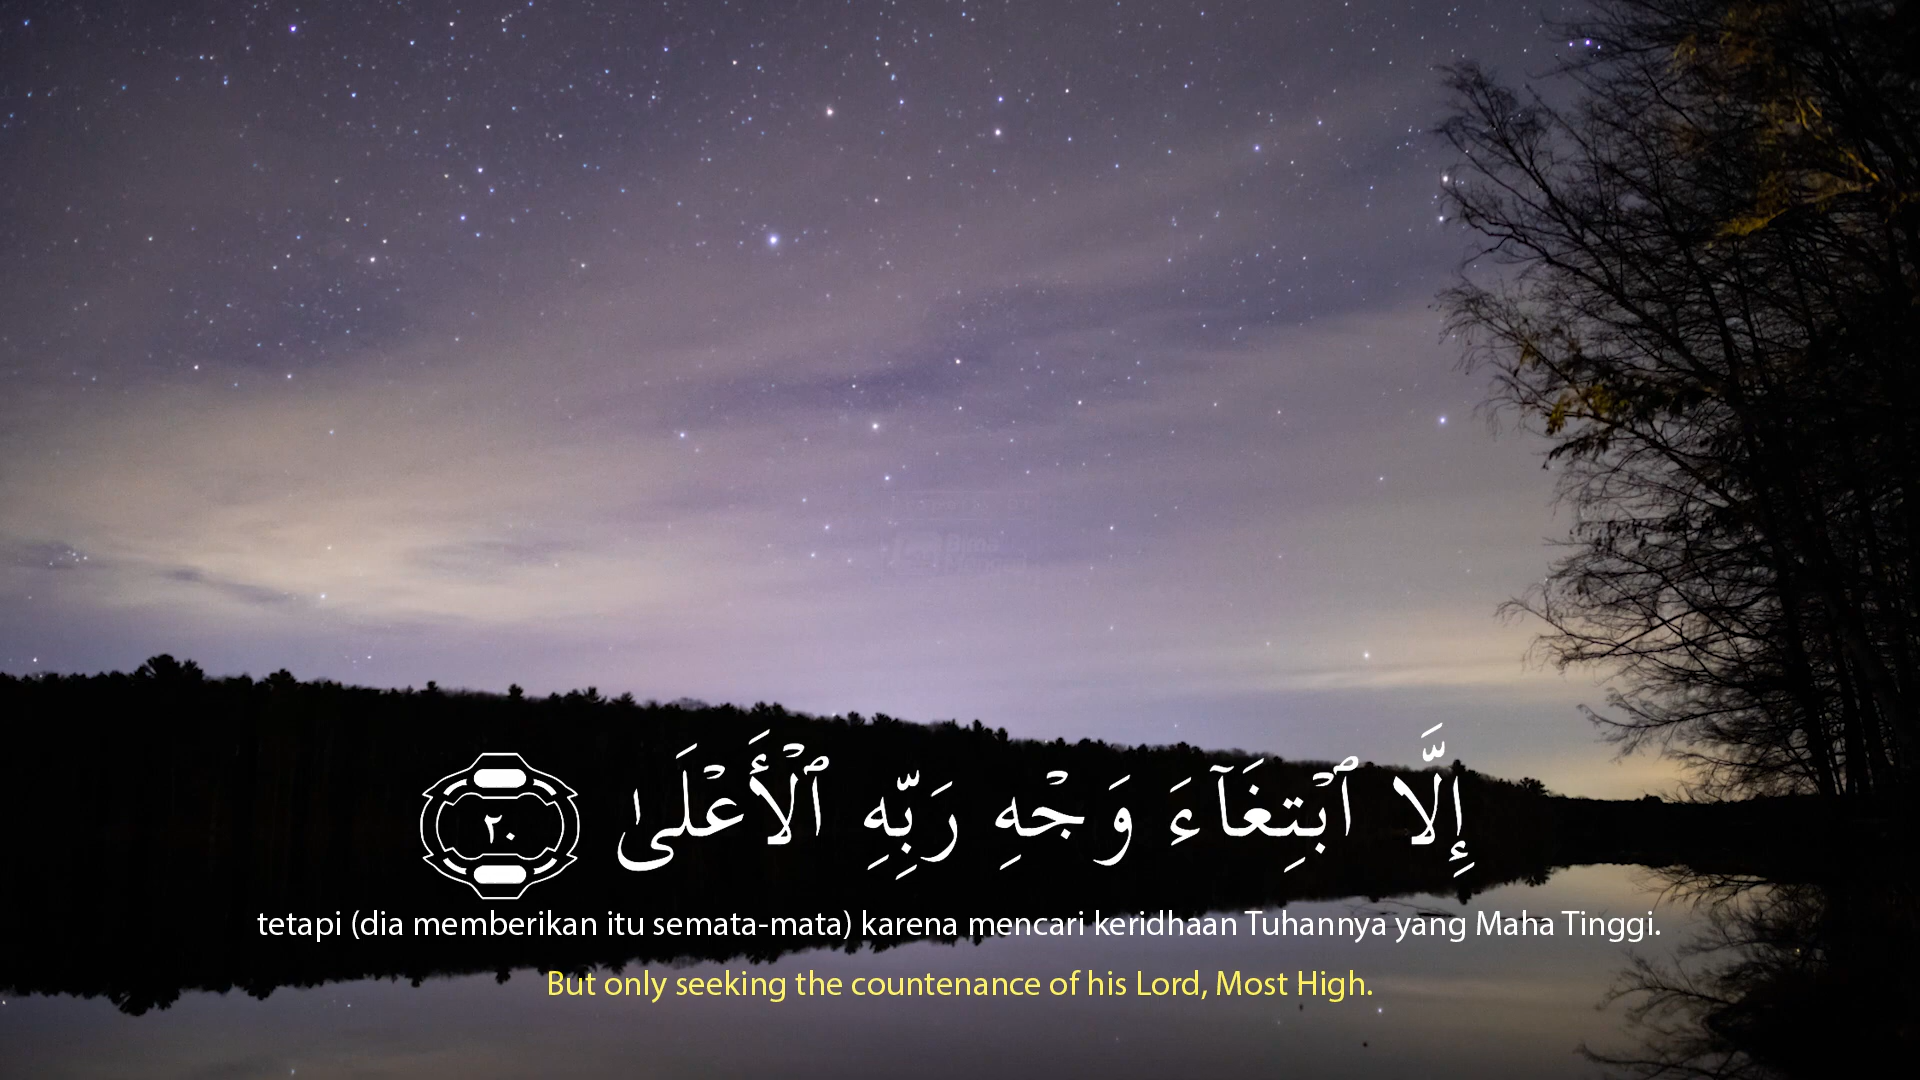 إِلَّا ٱبْتِغَآءَ وَجْهِ رَبِّهِ ٱلْأَعْلَىٰ ٢٠
tetapi (dia memberikan itu semata-mata) karena mencari keridhaan Tuhannya yang Maha Tinggi.
But only seeking the countenance of his Lord, Most High.